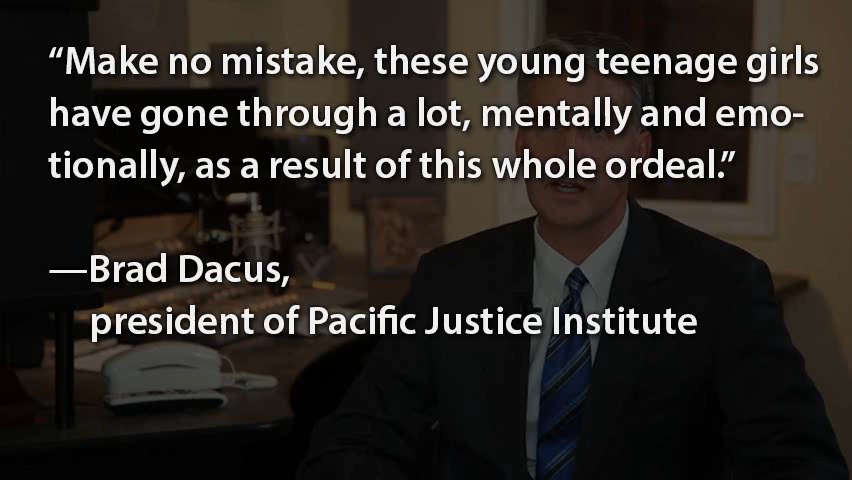 “Make no mistake, these young teenage girls
have gone through a lot, mentally and emo-
tionally, as a result of this whole ordeal.”
—Brad Dacus,
president of Pacific Justice Institute